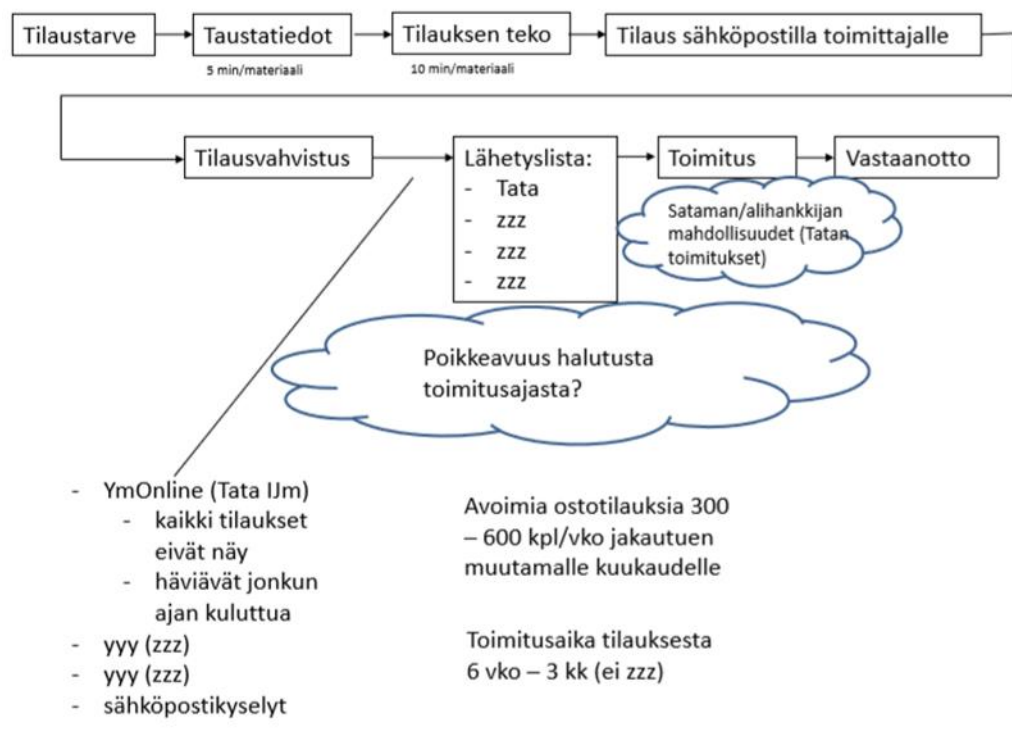 Tilaustarve
Taustatiedot
Tilauksen teko
Tilaus sähköpostilla toimittajalle
5 min/materiaali
10 min/materiaali
Tilausvahvistus
Lähetyslista:
- Tata
- zzz
- zzz
- zzz
Toimitus
Vastaanotto
Sataman/alihankkijan
mahdollisuudet (Tatan
toimitukset)
Poikkeavuus halutusta
toimitusajasta?
- YmOnline (Tata IJm)
- kaikki tilaukset
eivät näy
- häviävät jonkun
ajan kuluttua
- yyy (zzz)
- yyy (zzz)
- sähköpostikyselyt
Avoimia ostotilauksia 300
– 600 kpl/vko jakautuen
muutamalle kuukaudelle
Toimitusaika tilauksesta
6 vko – 3 kk (ei zzz)